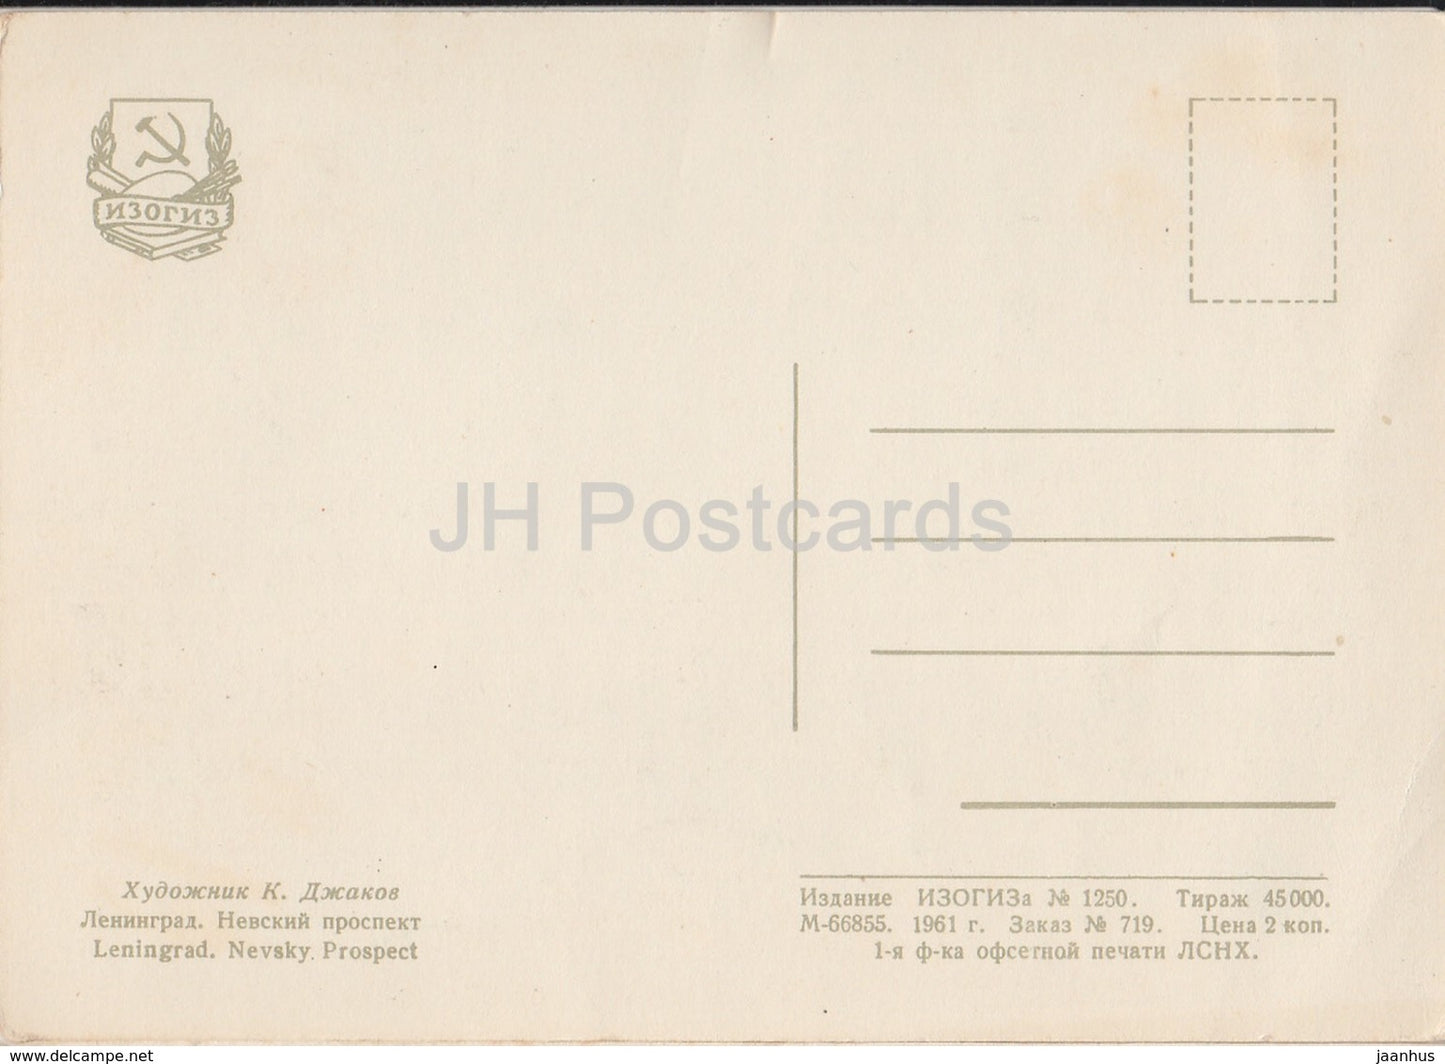 ИЗОГИЗ
JH Postcards
Художник К. Джаков
Ленинград. Невский проспект
Leningrad. Nevsky Prospect
Издание ИЗОГИЗа № 1250. Тираж 45000.
М-66855. 1961 г. Заказ № 719. Цена 2 коп.
1-я ф-ка офсетной печати ЛСНХ.
www.delcampe.net
jaanhus